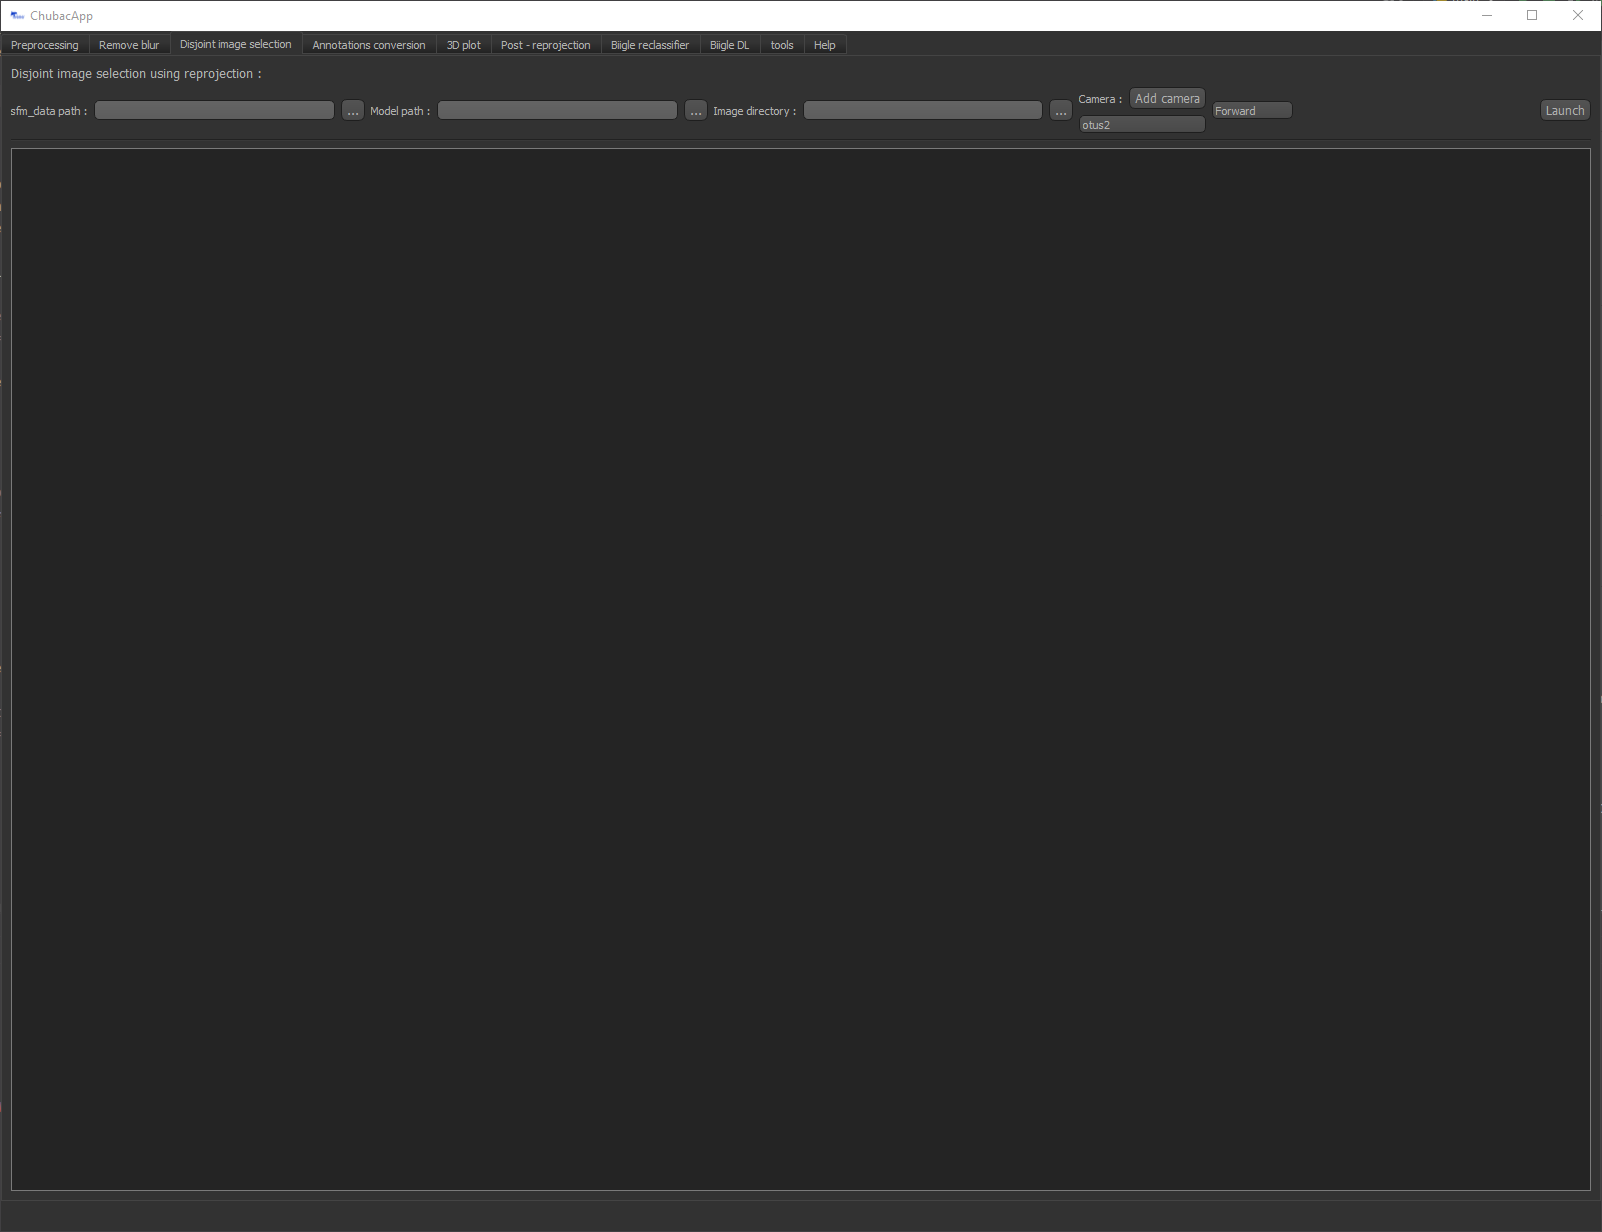 ChubacApp
Preprocessing Remove blur Disjoint image selection Annotations conversion 3D plot Post - reprojection Biigle reclassifier Biigle DL tools Help
Disjoint image selection using reprojection :
sfm_data path : ... Model path : ... Image directory : ... Camera : Add camera Forward Launch
otus2